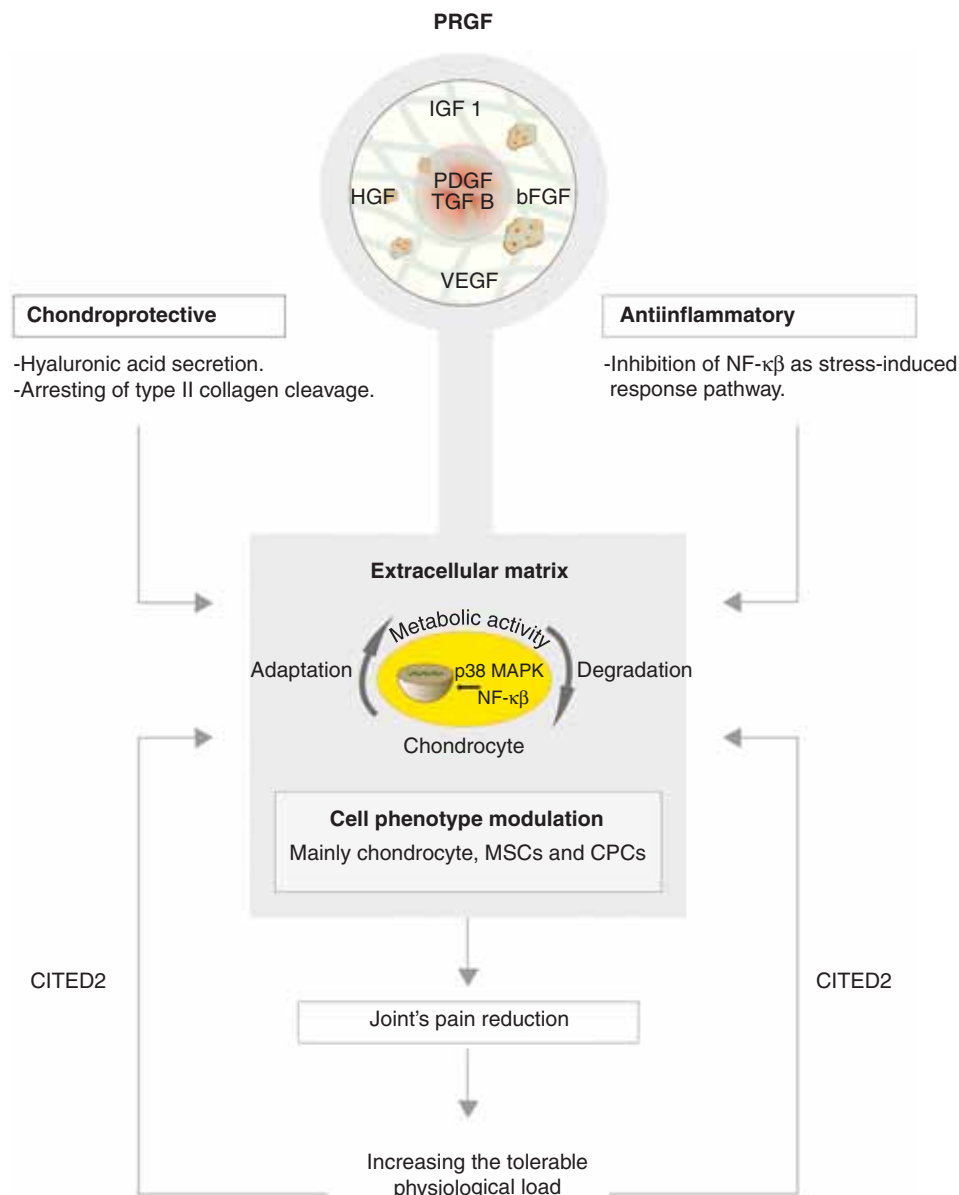 PRGF
IGF 1
PDGF
HGF
TGF B
bFGF
VEGF
Chondroprotective
-Hyaluronic acid secretion.
-Arresting of type II collagen cleavage.
Antiinflammatory
-Inhibition of NF-κβ as stress-induced
response pathway.
Extracellular matrix
Metabolic activity
Adaptation
p38 MAPK
NF-κβ
Degradation
Chondrocyte
Cell phenotype modulation
Mainly chondrocyte, MSCs and CPCs
CITED2
CITED2
Joint's pain reduction
Increasing the tolerable
physiological load